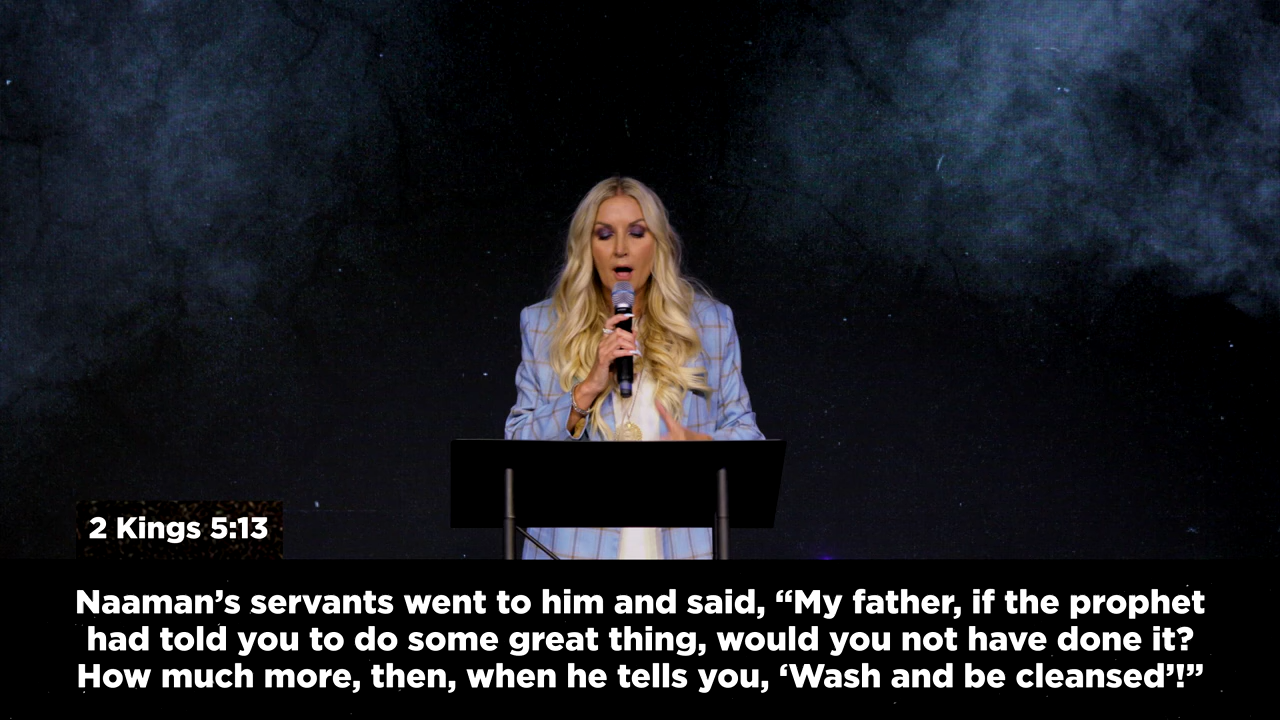 2 Kings 5:13
Naaman’s servants went to him and said, “My father, if the prophet
had told you to do some great thing, would you not have done it?
How much more, then, when he tells you, ‘Wash and be cleansed’!”